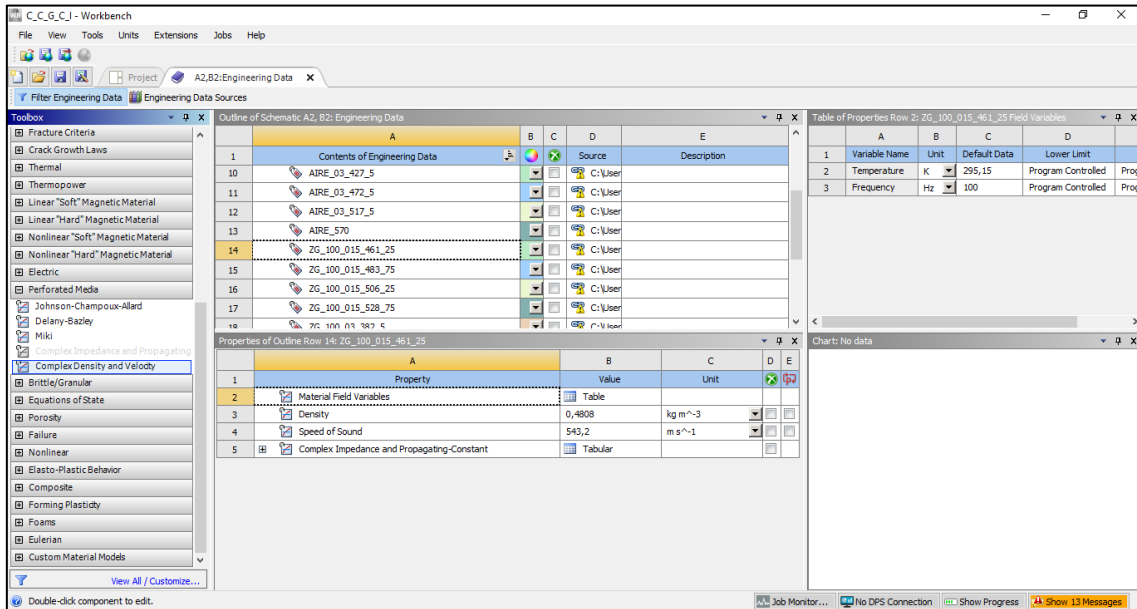 C_C_G_C_I - Workbench
File View Tools Units Extensions Jobs Help
Project A2,B2:Engineering Data
Filter Engineering Data Engineering Data Sources
Toolbox
Fracture Criteria
Crack Growth Laws
Thermal
Thermopower
Linear "Soft" Magnetic Material
Linear "Hard" Magnetic Material
Nonlinear "Soft" Magnetic Material
Nonlinear "Hard" Magnetic Material
Electric
Perforated Media
Johnson-Champoux-Allard
Delany-Bazley
Miki
Complex Impedance and Propagating
Complex Density and Velocity
Brittle/Granular
Equations of State
Porosity
Failure
Nonlinear
Elasto-Plastic Behavior
Composite
Forming Plasticity
Foams
Eulerian
Custom Material Models
View All / Customize...
Outline of Schematic A2, B2: Engineering Data
A B C D E
1 Contents of Engineering Data Source Description
10 AIRE_03_427_5 C:\User
11 AIRE_03_472_5 C:\User
12 AIRE_03_517_5 C:\User
13 AIRE_570 C:\User
14 ZG_100_015_461_25 C:\User
15 ZG_100_015_483_75 C:\User
16 ZG_100_015_506_25 C:\User
17 ZG_100_015_528_75 C:\User
18 ZG_100_03_382_5 C:\User
Properties of Outline Row 14: ZG_100_015_461_25
A B C D E
1 Property Value Unit
2 Material Field Variables Table
3 Density 0,4808 kg m^-3
4 Speed of Sound 543,2 m s^-1
5 Complex Impedance and Propagating-Constant Tabular
Table of Properties Row 2: ZG_100_015_461_25 Field Variables
A B C D
1 Variable Name Unit Default Data Lower Limit
2 Temperature K 295,15 Program Controlled Prog
3 Frequency Hz 100 Program Controlled Prog
Chart: No data
Double-click component to edit.
Job Monitor... No DPS Connection Show Progress Show 13 Messages